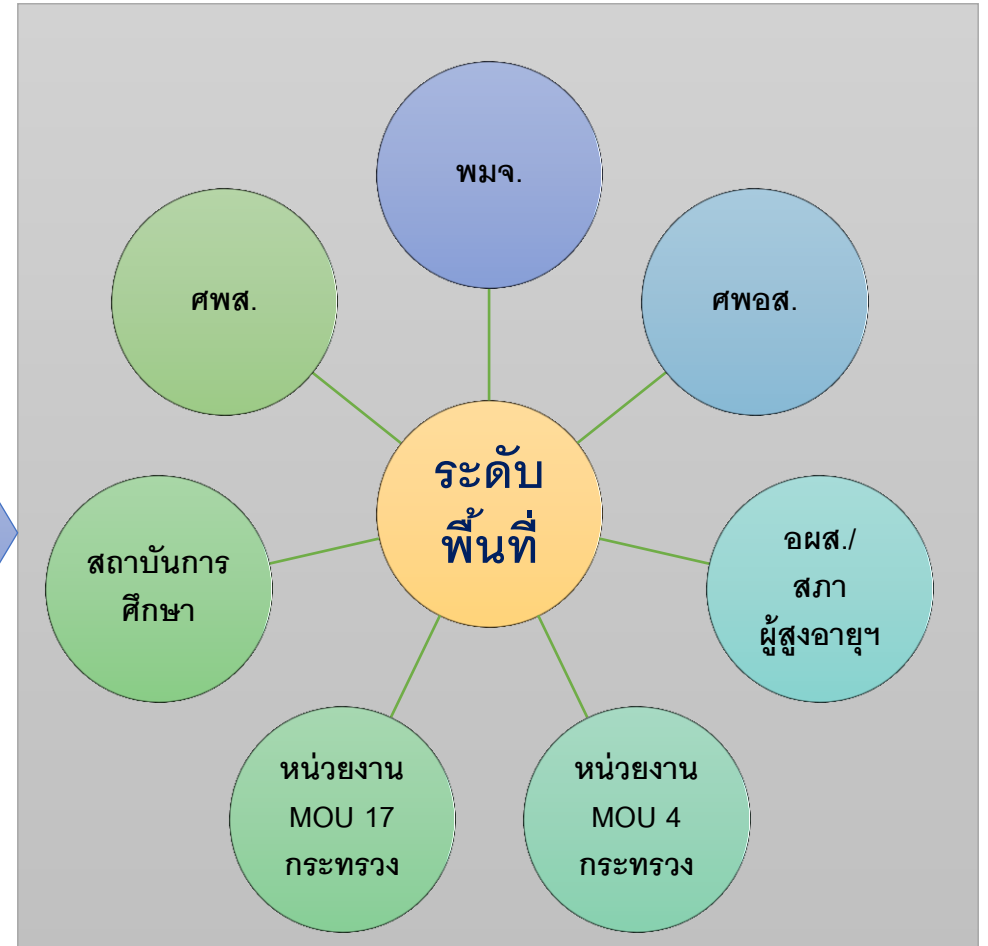 พมจ.
ศพส.
ศพอส.
ระดับ
พื้นที่
สถาบันการ
ศึกษา
อผส./
สภา
ผู้สูงอายุฯ
หน่วยงาน
MOU 17
กระทรวง
หน่วยงาน
MOU 4
กระทรวง